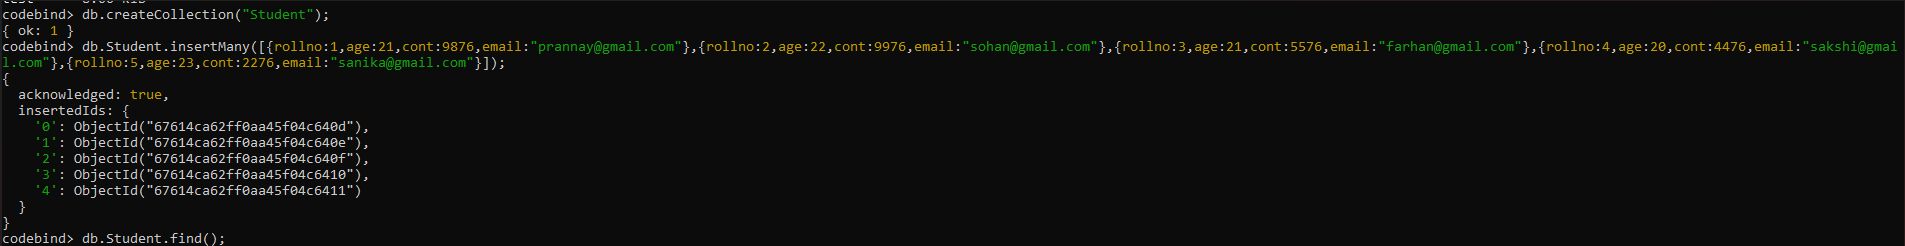 codebind> db.createCollection("Student");
{ ok: 1 }
codebind> db.Student.insertMany([{rollno:1,age:21,cont:9876,email:"prannay@gmail.com"},{rollno:2,age:22,cont:9976,email:"sohan@gmail.com"},{rollno:3,age:21,cont:5576,email:"farhan@gmail.com"},{rollno:4,age:20,cont:4476,email:"sakshi@gmai
l.com"},{rollno:5,age:23,cont:2276,email:"sanika@gmail.com"}]);
{
  acknowledged: true,
  insertedIds: {
    '0': ObjectId("67614ca62ff0aa45f04c640d"),
    '1': ObjectId("67614ca62ff0aa45f04c640e"),
    '2': ObjectId("67614ca62ff0aa45f04c640f"),
    '3': ObjectId("67614ca62ff0aa45f04c6410"),
    '4': ObjectId("67614ca62ff0aa45f04c6411")
  }
}
codebind> db.Student.find();